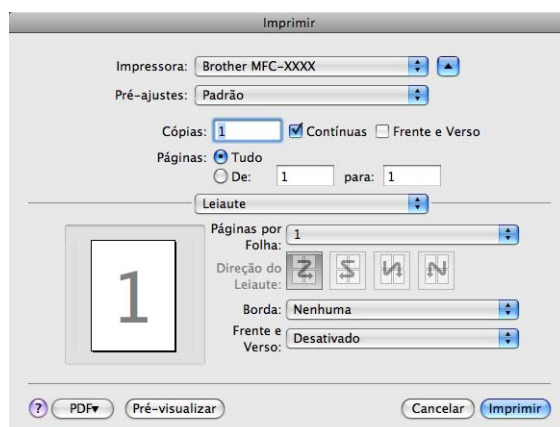 Imprimir
Impressora: Brother MFC-XXXX
Pré-ajustes: Padrão
Cópias: 1 Contínuas Frente e Verso
Páginas: Tudo
De: 1 para: 1
Leiaute
Páginas por Folha: 1
Direção do Leiaute:
Borda: Nenhuma
Frente e Verso: Desativado
1
? PDF Pré-visualizar Cancelar Imprimir